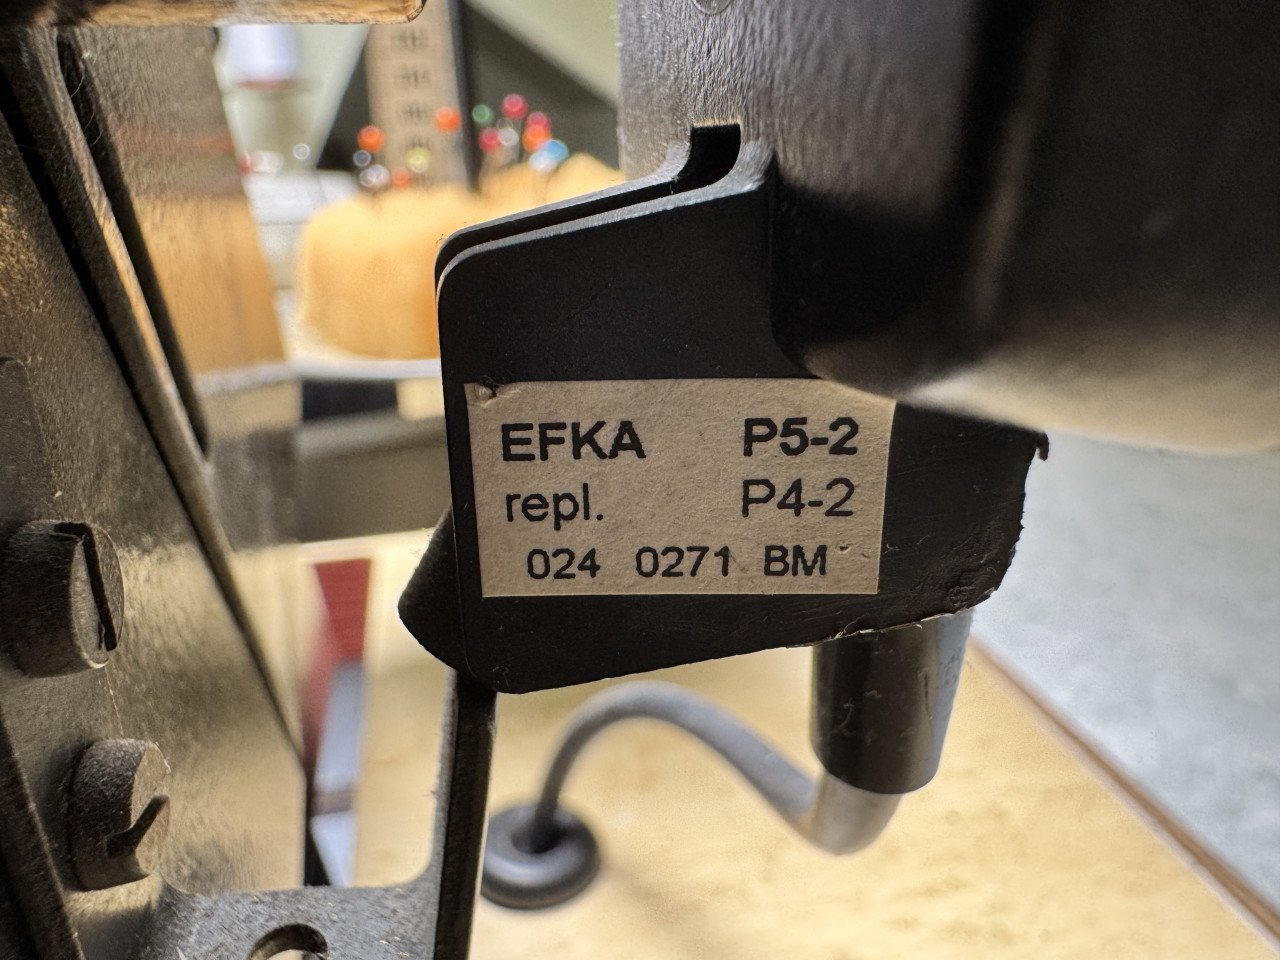 EFKA P5-2
repl. P4-2
024 0271 BM